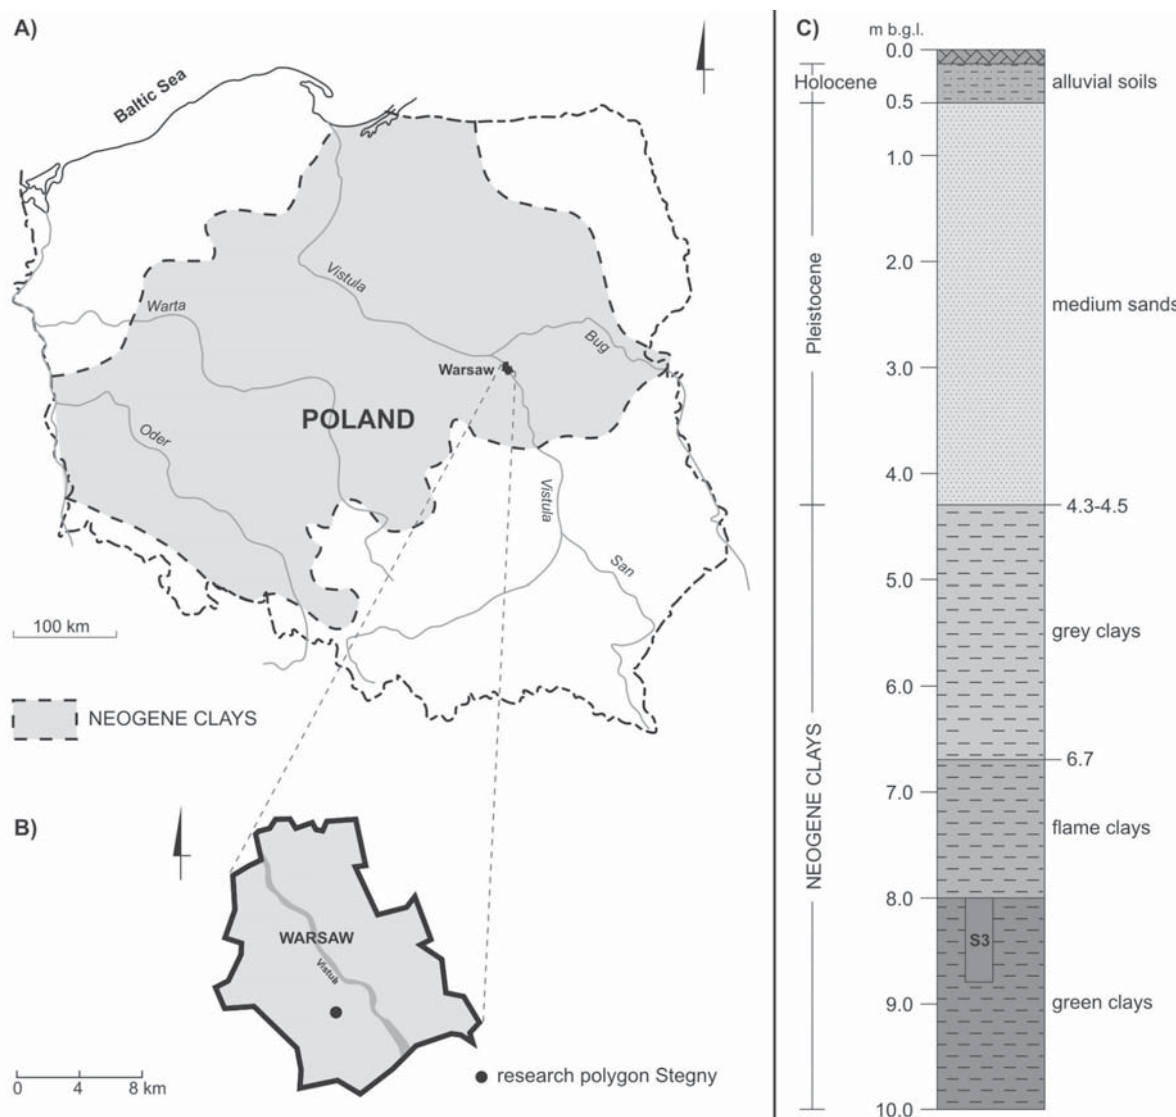 A)
Baltic Sea
Vistula
Warta
Bug
Warsaw
POLAND
Oder
Vistula
San
100 km
NEOGENE CLAYS
B)
WARSAW
Vistula
research polygon Stegny
0 4 8 km
C)
m b.g.l.
0.0
Holocene
alluvial soils
0.5
1.0
Pleistocene
2.0
medium sands
3.0
4.0
4.3-4.5
5.0
grey clays
6.0
6.7
NEOGENE CLAYS
7.0
flame clays
8.0
S3
9.0
green clays
10.0